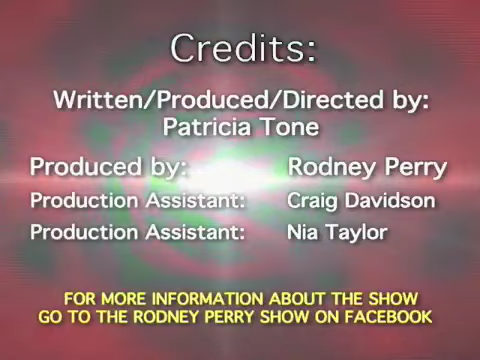 Credits:
Written/Produced/Directed by:
Patricia Tone
Produced by: Rodney Perry
Production Assistant: Craig Davidson
Production Assistant: Nia Taylor
FOR MORE INFORMATION ABOUT THE SHOW
GO TO THE RODNEY PERRY SHOW ON FACEBOOK